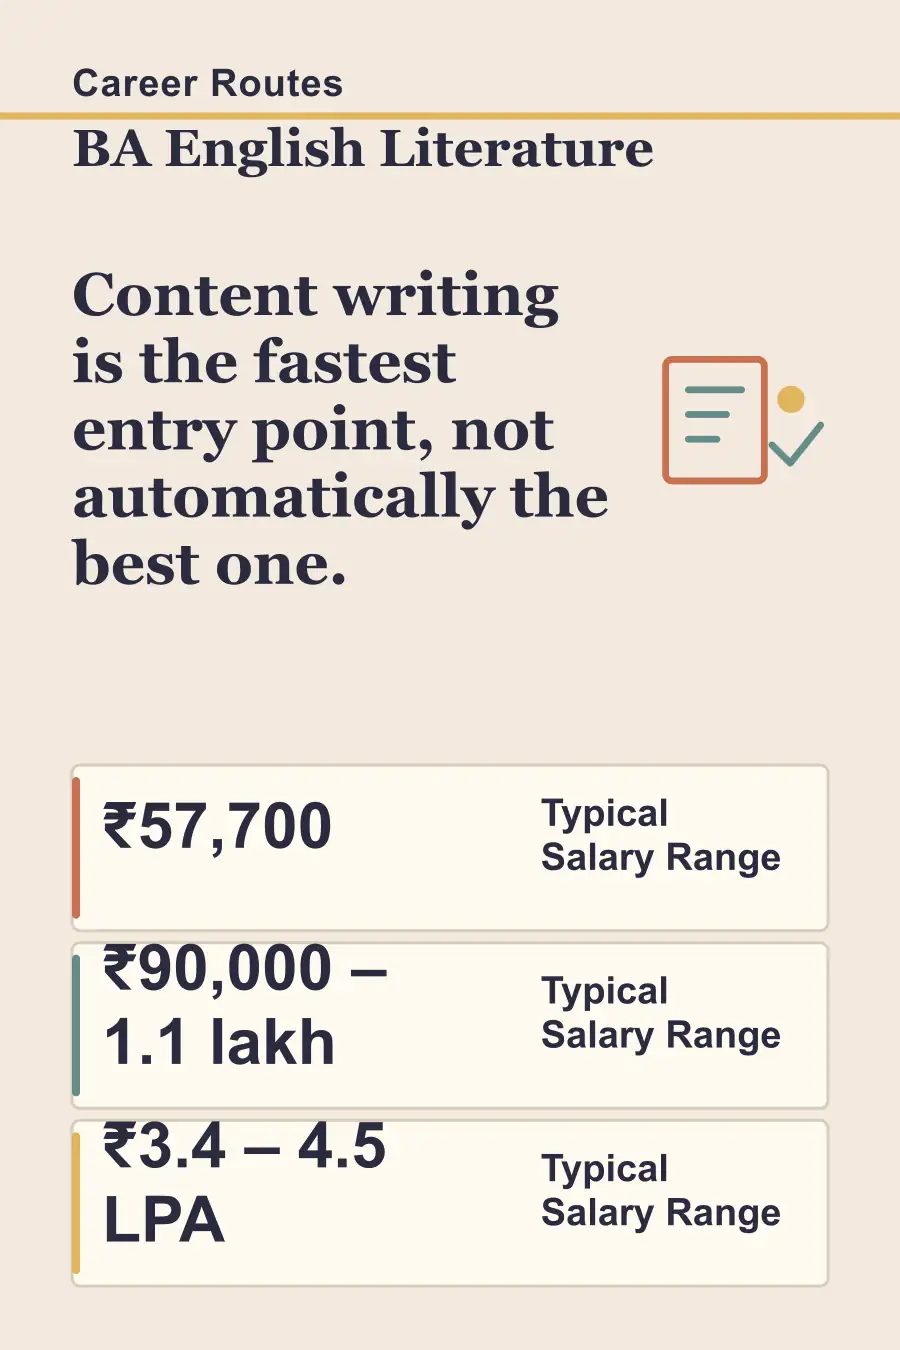 Career Routes
BA English Literature
Content writing
is the fastest
entry point, not
automatically the
best one.
₹57,700
Typical
Salary Range
₹90,000 –
1.1 lakh
Typical
Salary Range
₹3.4 – 4.5
LPA
Typical
Salary Range